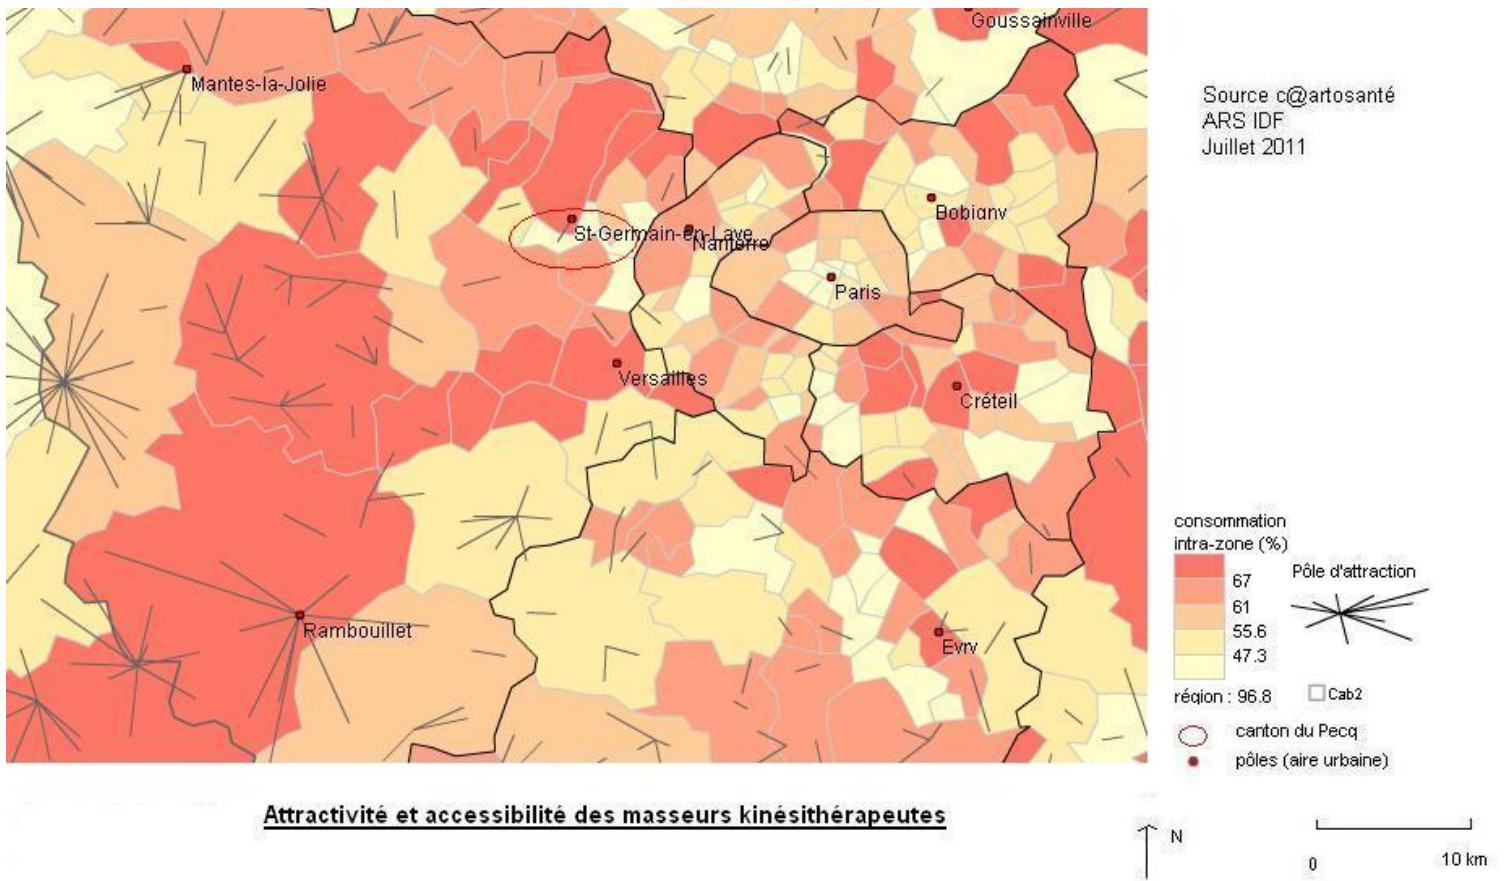 Goussainville
Mantes-la-Jolie
Source c@artosanté
ARS IDF
Juillet 2011
Bobigny
St-Germain-en-Laye
Nanterre
Paris
Versailles
Créteil
Rambouillet
Evry
consommation
intra-zone (%)
67
61
55.6
47.3
région : 96.8
Pôle d'attraction
Cab2
canton du Pecq
pôles (aire urbaine)
Attractivité et accessibilité des masseurs kinésithérapeutes
N
0
10 km